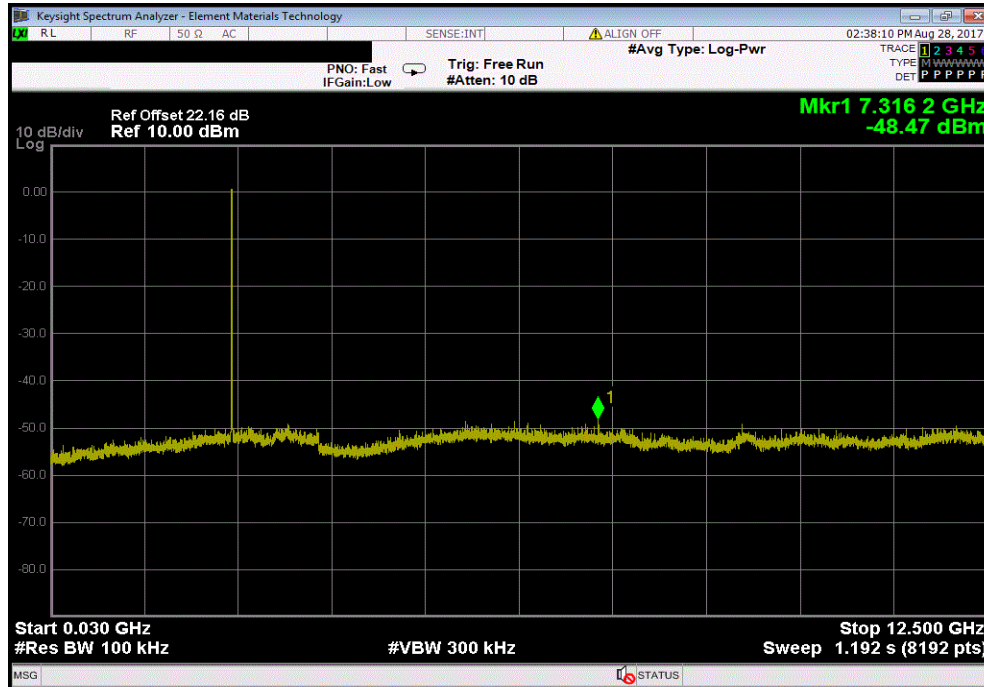 Keysight Spectrum Analyzer - Element Materials Technology
LXI RL RF 50 Ω AC SENSE:INT ALIGN OFF 02:38:10 PM Aug 28, 2017
#Avg Type: Log-Pwr TRACE 1 2 3 4 5
PNO: Fast Trig: Free Run TYPE M W W W W W
IFGain:Low #Atten: 10 dB DET P P P P P
Mkr1 7.316 2 GHz
Ref Offset 22.16 dB
10 dB/div Ref 10.00 dBm -48.47 dBm
Log
0.00
-10.0
-20.0
-30.0
-40.0
1
-50.0
-60.0
-70.0
-80.0
Start 0.030 GHz Stop 12.500 GHz
#Res BW 100 kHz #VBW 300 kHz Sweep 1.192 s (8192 pts)
MSG STATUS